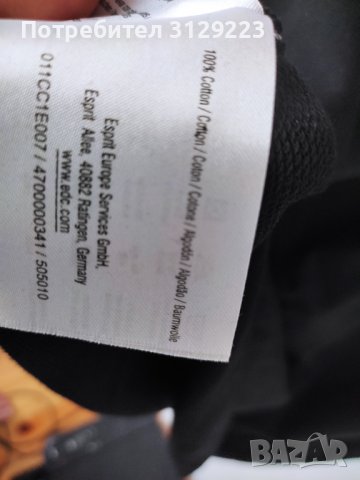 Потребител 3129223
100% Cotton / Cotton / Coton / Cotone / Algodón / Algodão / Baumwolle
Esprit Europe Services GmbH,
Esprit Allee, 40882 Ratingen, Germany
www.edc.com
011CC1E007 / 4700000341 / 505010
BAZAR